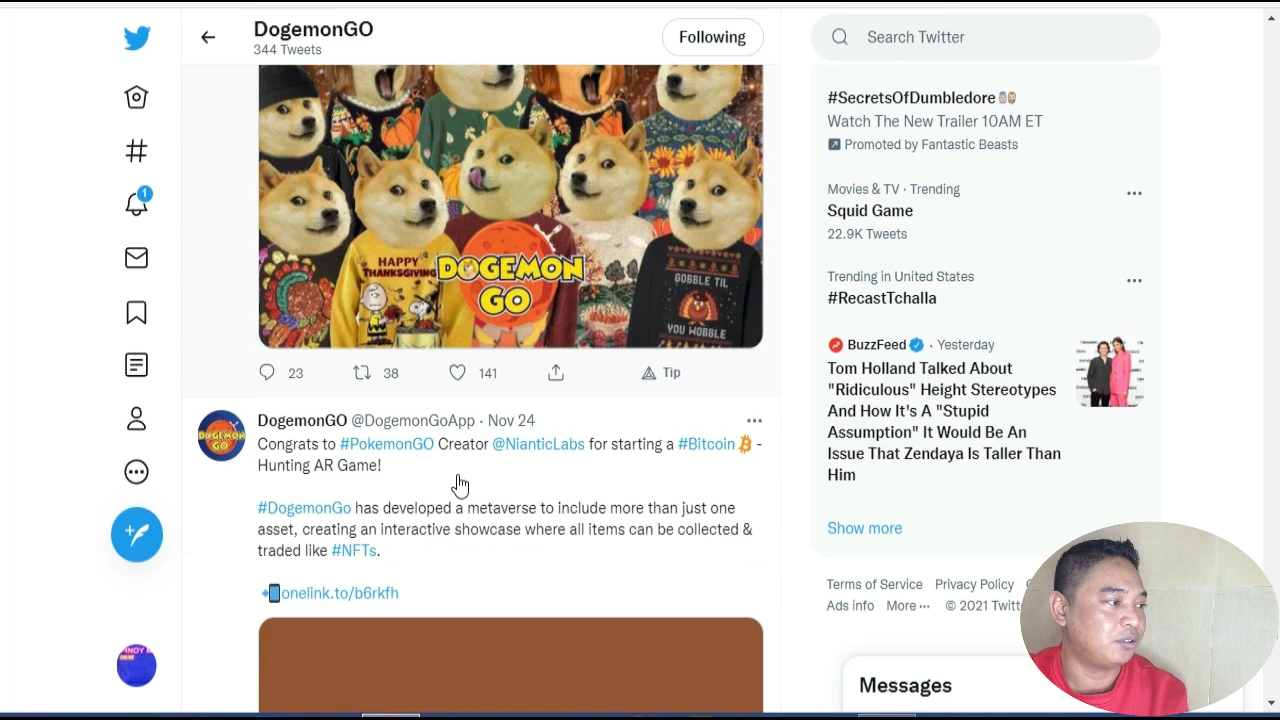 DogemonGO
344 Tweets
Following
Search Twitter
HAPPY
THANKSGIVING
DOGEMON
GO
GOBBLE TIL
YOU WOBBLE
23
38
141
Tip
DogemonGO @DogemonGoApp · Nov 24
Congrats to #PokemonGO Creator @NianticLabs for starting a #Bitcoin -
Hunting AR Game!
#DogemonGo has developed a metaverse to include more than just one
asset, creating an interactive showcase where all items can be collected &
traded like #NFTs.
onelink.to/b6rkfh
DOGEMON
GO
1
#SecretsOfDumbledore
Watch The New Trailer 10AM ET
Promoted by Fantastic Beasts
Movies & TV · Trending
Squid Game
22.9K Tweets
Trending in United States
#RecastTchalla
BuzzFeed · Yesterday
Tom Holland Talked About
"Ridiculous" Height Stereotypes
And How It's A "Stupid
Assumption" It Would Be An
Issue That Zendaya Is Taller Than
Him
Show more
Terms of Service Privacy Policy
Ads info More ··· © 2021
Messages